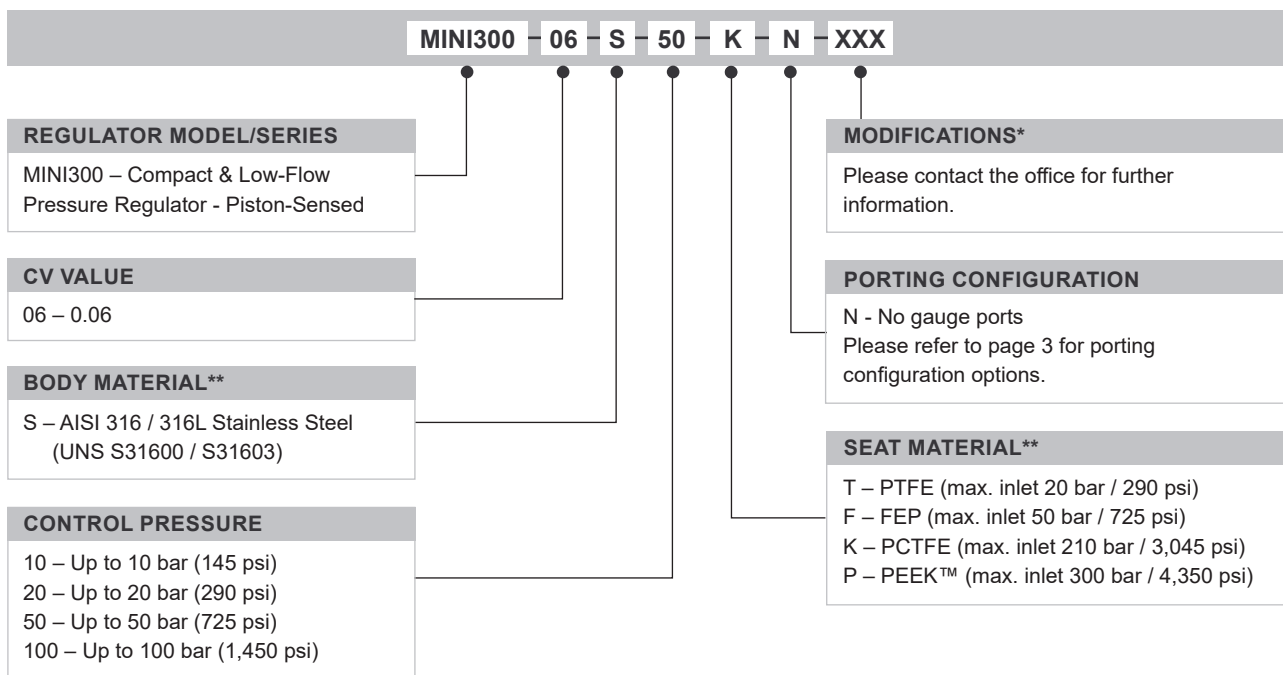 MINI300 – 06 – S – 50 – K – N – XXX
REGULATOR MODEL/SERIES
MINI300 – Compact & Low-Flow
Pressure Regulator - Piston-Sensed
CV VALUE
06 – 0.06
BODY MATERIAL**
S – AISI 316 / 316L Stainless Steel
(UNS S31600 / S31603)
CONTROL PRESSURE
10 – Up to 10 bar (145 psi)
20 – Up to 20 bar (290 psi)
50 – Up to 50 bar (725 psi)
100 – Up to 100 bar (1,450 psi)
MODIFICATIONS*
Please contact the office for further
information.
PORTING CONFIGURATION
N - No gauge ports
Please refer to page 3 for porting
configuration options.
SEAT MATERIAL**
T – PTFE (max. inlet 20 bar / 290 psi)
F – FEP (max. inlet 50 bar / 725 psi)
K – PCTFE (max. inlet 210 bar / 3,045 psi)
P – PEEK™ (max. inlet 300 bar / 4,350 psi)